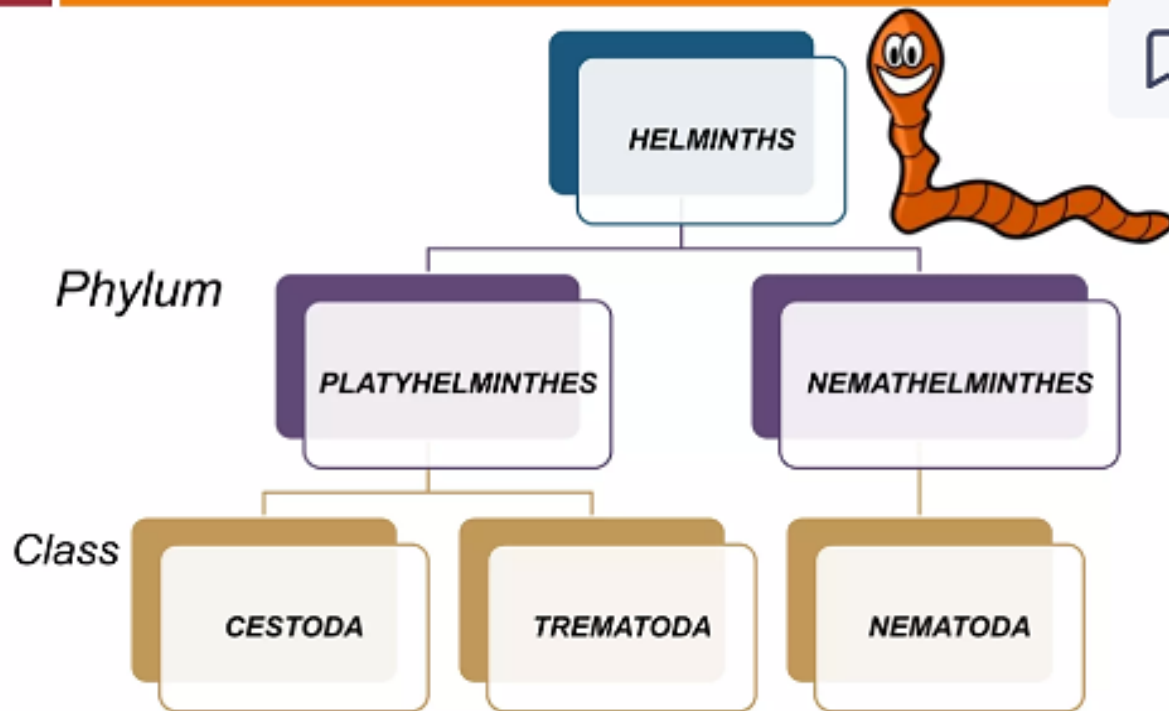 HELMINTHS
Phylum
PLATYHELMINTHES
NEMATHELMINTHES
Class
CESTODA
TREMATODA
NEMATODA